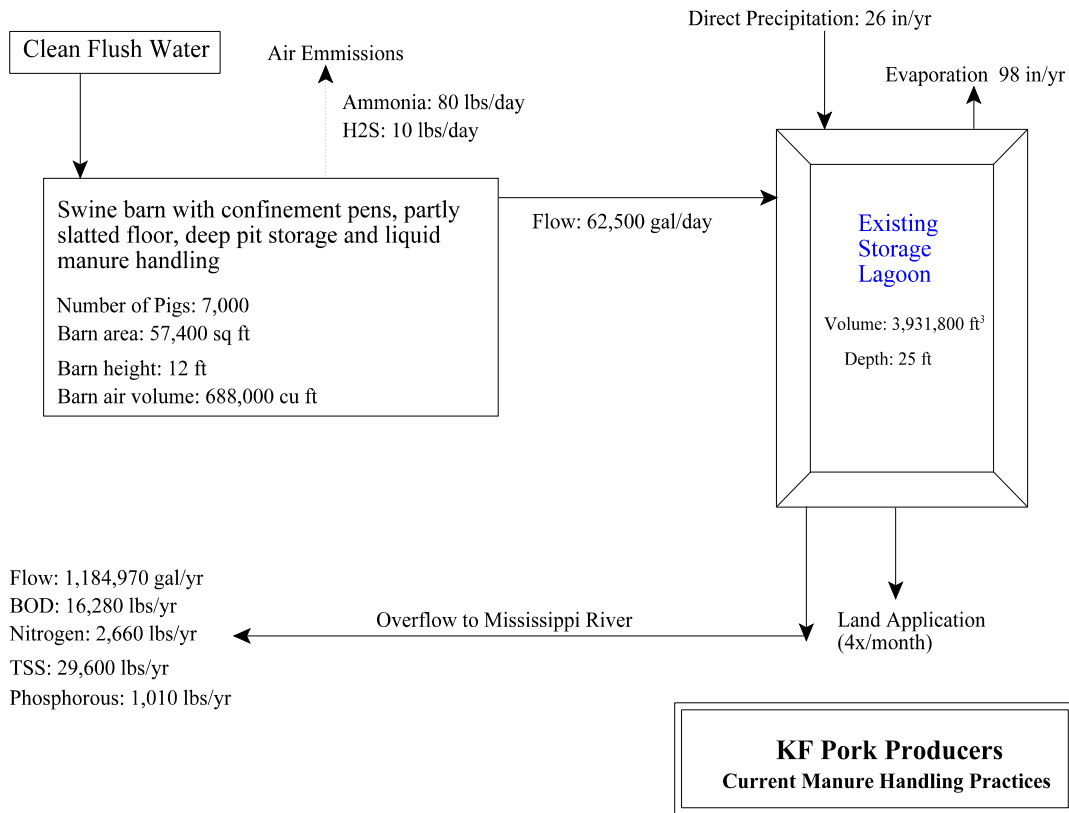 Direct Precipitation: 26 in/yr
Clean Flush Water
Air Emmissions
Evaporation  98 in/yr
Ammonia: 80 lbs/day
H2S: 10 lbs/day
Swine barn with confinement pens, partly
slatted floor, deep pit storage and liquid
manure handling
Number of Pigs: 7,000
Barn area: 57,400 sq ft
Barn height: 12 ft
Barn air volume: 688,000 cu ft
Flow: 62,500 gal/day
Existing
Storage
Lagoon
Volume: 3,931,800 ft³
Depth: 25 ft
Flow: 1,184,970 gal/yr
BOD: 16,280 lbs/yr
Nitrogen: 2,660 lbs/yr
TSS: 29,600 lbs/yr
Phosphorous: 1,010 lbs/yr
Overflow to Mississippi River
Land Application
(4x/month)
KF Pork Producers
Current Manure Handling Practices